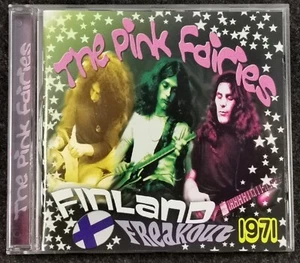 The Pink Fairies
The Pink Fairies
FINLAND
FREAKOUT
1971